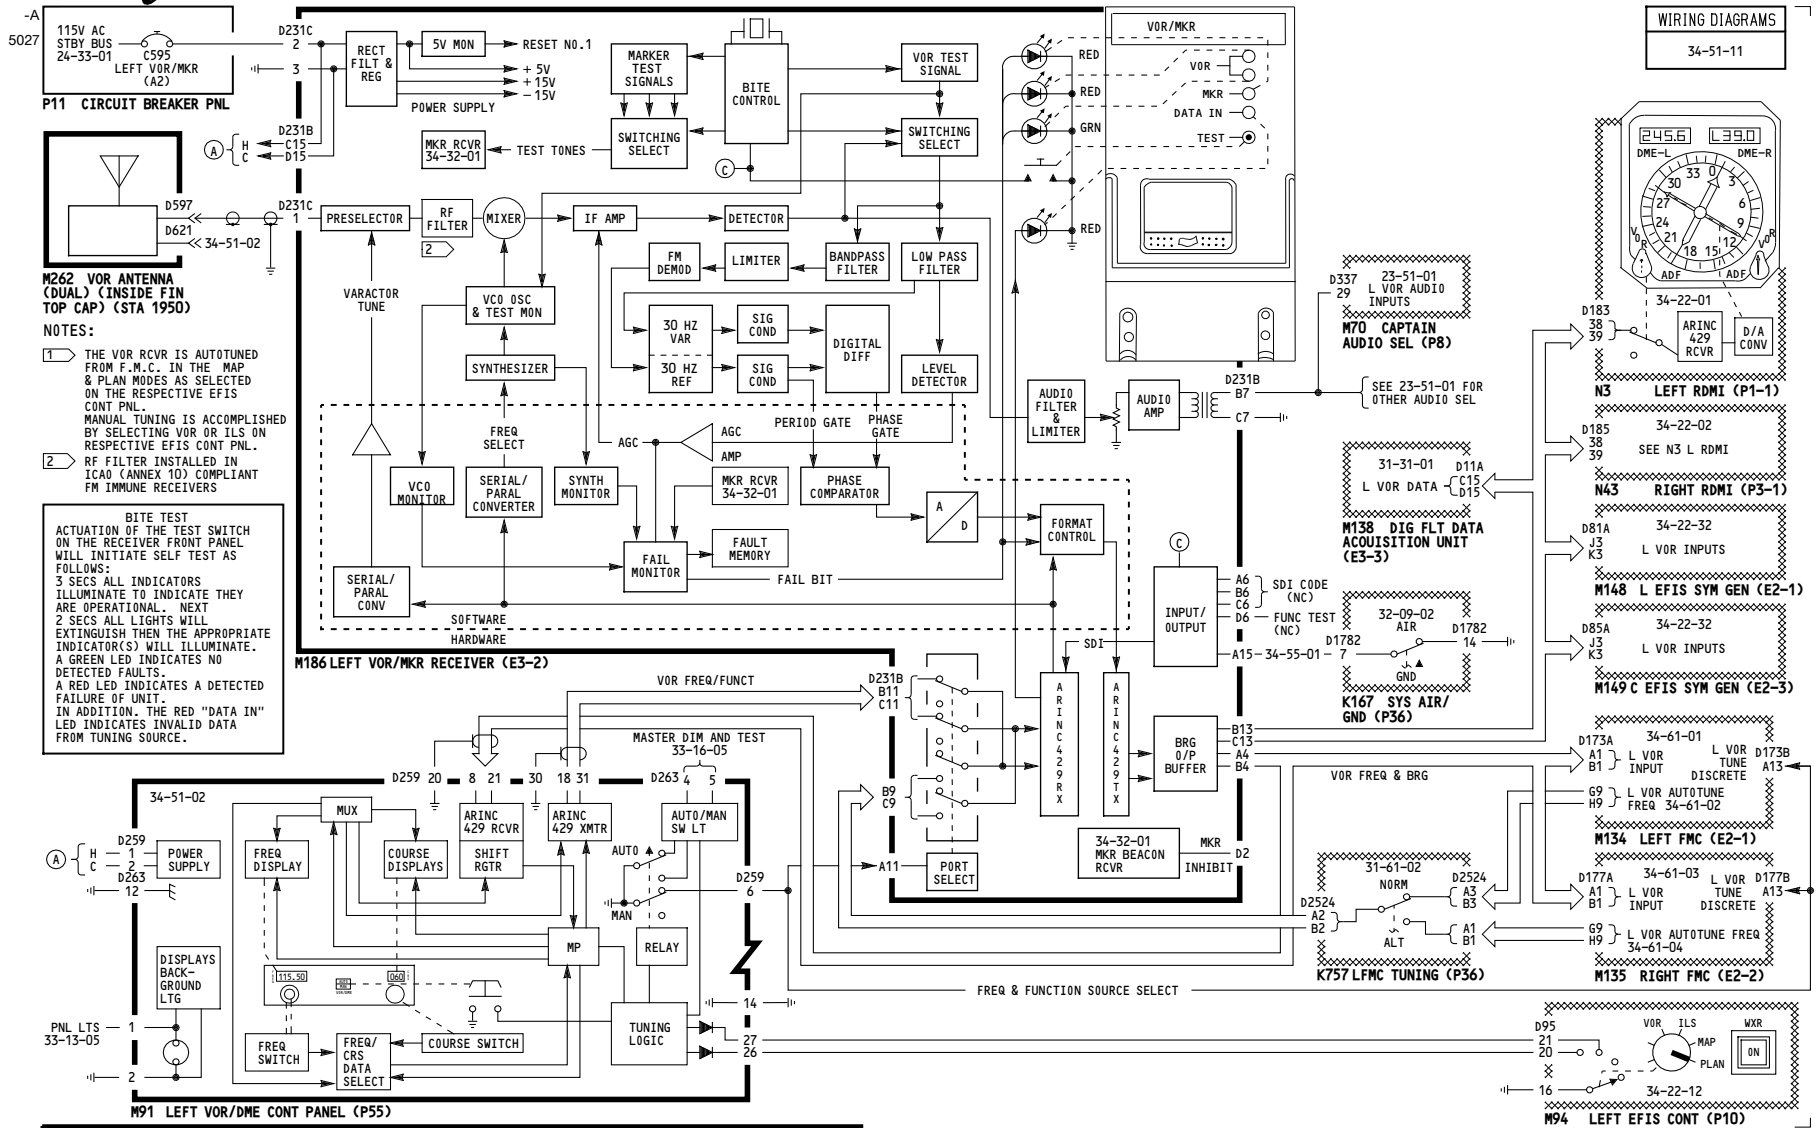 -A
5027
115V AC
STBY BUS
24-33-01
C595
LEFT VOR/MKR
(A2)
P11 CIRCUIT BREAKER PNL
D231C
2
3
RECT
FILT &
REG
5V MON
RESET NO.1
+ 5V
+ 15V
- 15V
POWER SUPPLY
D231B
A
H
C15
C
D15
MARKER
TEST
SIGNALS
BITE
CONTROL
VOR TEST
SIGNAL
SWITCHING
SELECT
SWITCHING
SELECT
MKR RCVR
34-32-01
TEST TONES
C
RED
RED
GRN
RED
VOR/MKR
VOR
MKR
DATA IN
TEST
WIRING DIAGRAMS
34-51-11
D597
D621
34-51-02
M262 VOR ANTENNA
(DUAL) (INSIDE FIN
TOP CAP) (STA 1950)
D231C
1
PRESELECTOR
RF
FILTER
2
MIXER
IF AMP
DETECTOR
FM
DEMOD
LIMITER
BANDPASS
FILTER
LOW PASS
FILTER
VARACTOR
TUNE
VCO OSC
& TEST MON
30 HZ
VAR
30 HZ
REF
SIG
COND
SIG
COND
DIGITAL
DIFF
SYNTHESIZER
LEVEL
DETECTOR
NOTES:
1 THE VOR RCVR IS AUTOTUNED
FROM F.M.C. IN THE MAP
& PLAN MODES AS SELECTED
ON THE RESPECTIVE EFIS
CONT PNL.
MANUAL TUNING IS ACCOMPLISHED
BY SELECTING VOR OR ILS ON
RESPECTIVE EFIS CONT PNL.
2 RF FILTER INSTALLED IN
ICAO (ANNEX 10) COMPLIANT
FM IMMUNE RECEIVERS
BITE TEST
ACTUATION OF THE TEST SWITCH
ON THE RECEIVER FRONT PANEL
WILL INITIATE SELF TEST AS
FOLLOWS:
3 SECS ALL INDICATORS
ILLUMINATE TO INDICATE THEY
ARE OPERATIONAL. NEXT
2 SECS ALL LIGHTS WILL
EXTINGUISH THEN THE APPROPRIATE
INDICATOR(S) WILL ILLUMINATE.
A GREEN LED INDICATES NO
DETECTED FAULTS.
A RED LED INDICATES A DETECTED
FAILURE OF UNIT.
IN ADDITION. THE RED "DATA IN"
LED INDICATES INVALID DATA
FROM TUNING SOURCE.
FREQ
SELECT
AGC
AGC
AMP
PERIOD GATE
PHASE
GATE
VCO
MONITOR
SERIAL/
PARAL
CONVERTER
SYNTH
MONITOR
MKR RCVR
34-32-01
PHASE
COMPARATOR
A
D
FORMAT
CONTROL
FAIL
MONITOR
FAULT
MEMORY
FAIL BIT
SERIAL/
PARAL
CONV
SOFTWARE
HARDWARE
M186 LEFT VOR/MKR RECEIVER (E3-2)
AUDIO
FILTER
&
LIMITER
AUDIO
AMP
D231B
B7
C7
SEE 23-51-01 FOR
OTHER AUDIO SEL
D337
29
23-51-01
L VOR AUDIO
INPUTS
M70 CAPTAIN
AUDIO SEL (P8)
31-31-01
L VOR DATA
D11A
C15
D15
M138 DIG FLT DATA
ACQUISITION UNIT
(E3-3)
C
INPUT/
OUTPUT
A6
B6
C6
D6
SDI CODE
(NC)
FUNC TEST
(NC)
A15 34-55-01
SDI
D1782
7
32-09-02
AIR
GND
D1782
14
K167 SYS AIR/
GND (P36)
245.6
L39.0
DME-L
DME-R
33 0 3
30 6
27 9
24 12
21 18 15
VOR
VOR
ADF
ADF
34-22-01
D183
38
39
ARINC
429
RCVR
D/A
CONV
N3 LEFT RDMI (P1-1)
D185
38
39
34-22-02
SEE N3 L RDMI
N43 RIGHT RDMI (P3-1)
D81A
J3
K3
34-22-32
L VOR INPUTS
M148 L EFIS SYM GEN (E2-1)
D85A
J3
K3
34-22-32
L VOR INPUTS
M149 C EFIS SYM GEN (E2-3)
VOR FREQ/FUNCT
D231B
B11
C11
B9
C9
A11
PORT
SELECT
ARINC429RX
ARINC429TX
BRG
O/P
BUFFER
B13
C13
A4
B4
VOR FREQ & BRG
34-32-01
MKR BEACON
RCVR
MKR
INHIBIT
D2
D173A
A1
B1
34-61-01
L VOR
INPUT
L VOR
TUNE
DISCRETE
D173B
A13
G9
H9
L VOR AUTOTUNE
FREQ 34-61-02
M134 LEFT FMC (E2-1)
D177A
A1
B1
34-61-03
L VOR
INPUT
L VOR
TUNE
DISCRETE
D177B
A13
G9
H9
L VOR AUTOTUNE FREQ
34-61-04
M135 RIGHT FMC (E2-2)
D2524
A2
B2
31-61-02
NORM
ALT
D2524
A3
B3
A1
B1
K757 LFMC TUNING (P36)
FREQ & FUNCTION SOURCE SELECT
MASTER DIM AND TEST
33-16-05
D259 20 8 21 30 18 31 D263 4 5
34-51-02
MUX
ARINC
429 RCVR
SHIFT
RGTR
ARINC
429 XMTR
AUTO/MAN
SW LT
AUTO
MAN
D259
6
A
H
C
D259
1
2
D263
12
POWER
SUPPLY
FREQ
DISPLAY
COURSE
DISPLAYS
MP
RELAY
DISPLAYS
BACK-
GROUND
LTG
115.50
060
14
PNL LTS
33-13-05
1
2
FREQ
SWITCH
FREQ/
CRS
DATA
SELECT
COURSE SWITCH
TUNING
LOGIC
27
26
M91 LEFT VOR/DME CONT PANEL (P55)
D95
21
20
16
VOR
ILS
MAP
PLAN
WXR
ON
34-22-12
M94 LEFT EFIS CONT (P10)